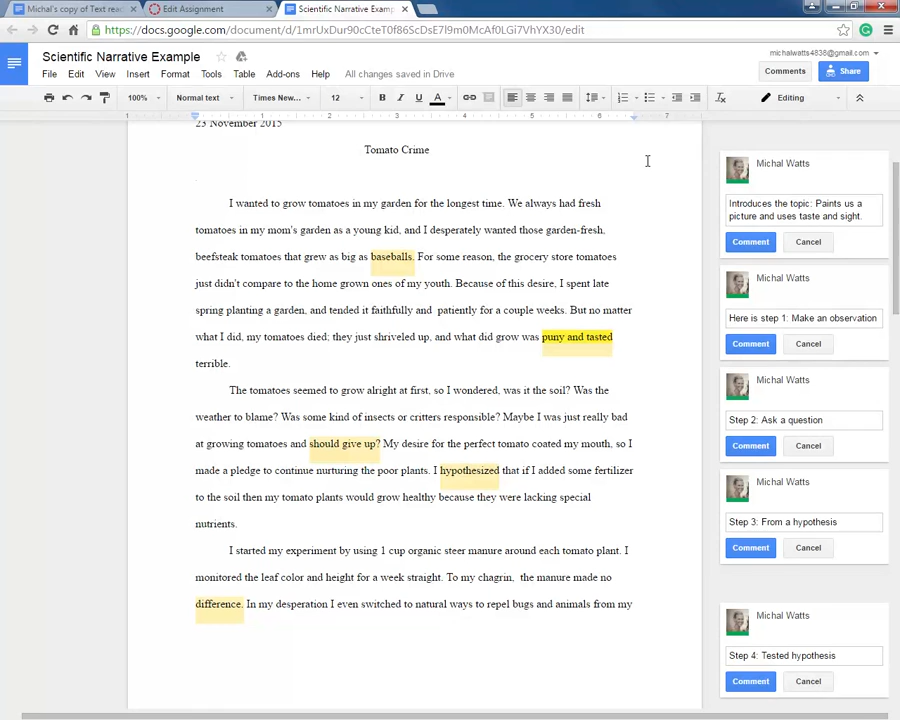 Michal's copy of Text read
Edit Assignment
Scientific Narrative Examp
https://docs.google.com/document/d/1mrUxDur90cCteT0f86ScDsE7I9m0McAf0LGi7VhYX30/edit
Scientific Narrative Example
michalwatts4838@gmail.com
File Edit View Insert Format Tools Table Add-ons Help All changes saved in Drive
Comments
Share
100% Normal text Times New... 12 B I U A Editing
1 1 2 3 4 5 6 7
23 November 2015
Tomato Crime
I wanted to grow tomatoes in my garden for the longest time. We always had fresh
tomatoes in my mom's garden as a young kid, and I desperately wanted those garden-fresh,
beefsteak tomatoes that grew as big as baseballs. For some reason, the grocery store tomatoes
just didn't compare to the home grown ones of my youth. Because of this desire, I spent late
spring planting a garden, and tended it faithfully and patiently for a couple weeks. But no matter
what I did, my tomatoes died; they just shriveled up, and what did grow was puny and tasted
terrible.
The tomatoes seemed to grow alright at first, so I wondered, was it the soil? Was the
weather to blame? Was some kind of insects or critters responsible? Maybe I was just really bad
at growing tomatoes and should give up? My desire for the perfect tomato coated my mouth, so I
made a pledge to continue nurturing the poor plants. I hypothesized that if I added some fertilizer
to the soil then my tomato plants would grow healthy because they were lacking special
nutrients.
I started my experiment by using 1 cup organic steer manure around each tomato plant. I
monitored the leaf color and height for a week straight. To my chagrin, the manure made no
difference. In my desperation I even switched to natural ways to repel bugs and animals from my
Michal Watts
Introduces the topic: Paints us a
picture and uses taste and sight.
Comment Cancel
Michal Watts
Here is step 1: Make an observation
Comment Cancel
Michal Watts
Step 2: Ask a question
Comment Cancel
Michal Watts
Step 3: From a hypothesis
Comment Cancel
Michal Watts
Step 4: Tested hypothesis
Comment Cancel